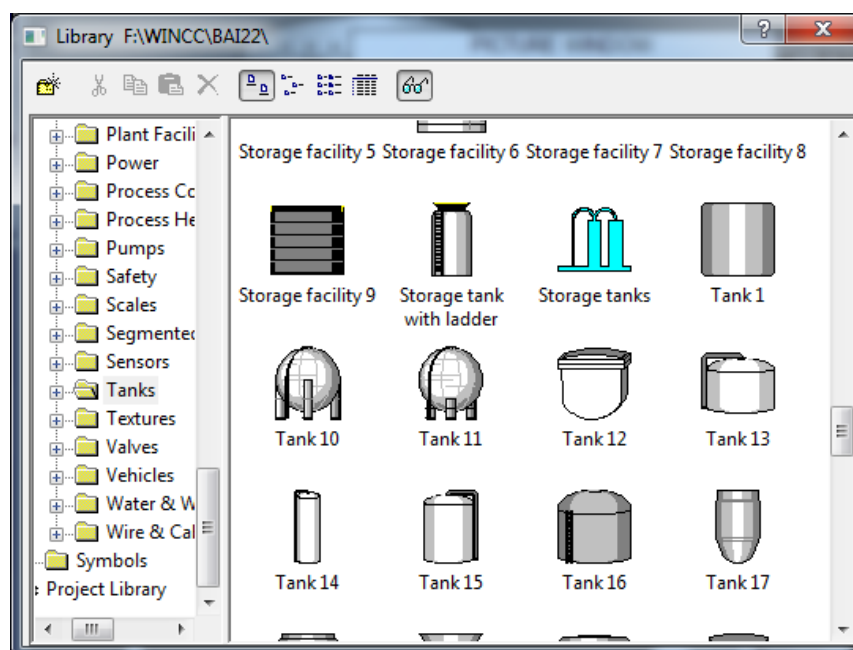 Library F:\WINCC\BAI22\
PICTURE WINDOW
Plant Facili
Power
Process Co
Process He
Pumps
Safety
Scales
Segmented
Sensors
Tanks
Textures
Valves
Vehicles
Water & W
Wire & Cal
Symbols
Project Library
Storage facility 5 Storage facility 6 Storage facility 7 Storage facility 8
Storage facility 9
Storage tank
with ladder
Storage tanks
Tank 1
Tank 10
Tank 11
Tank 12
Tank 13
Tank 14
Tank 15
Tank 16
Tank 17